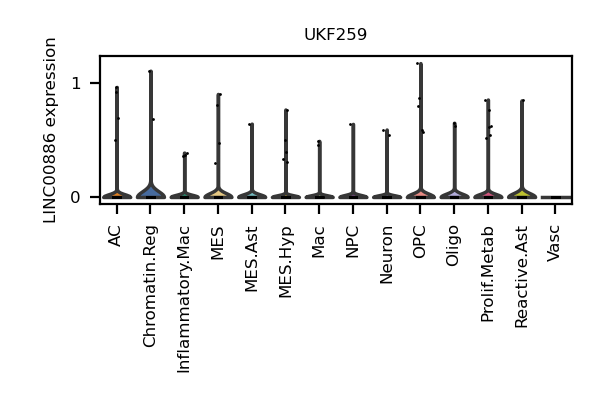 UKF259
LINC00886 expression
1
0
AC
Chromatin.Reg
Inflammatory.Mac
MES
MES.Ast
MES.Hyp
Mac
NPC
Neuron
OPC
Oligo
Prolif.Metab
Reactive.Ast
Vasc